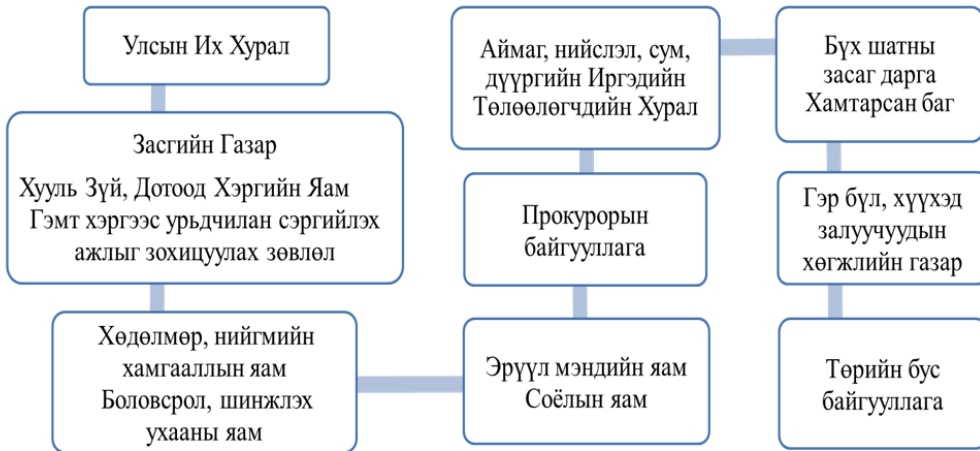 Улсын Их Хурал
Засгийн Газар
Хууль Зүй, Дотоод Хэргийн Яам
Гэмт хэргээс урьдчилан сэргийлэх
ажлыг зохицуулах зөвлөл
Хөдөлмөр, нийгмийн
хамгааллын яам
Боловсрол, шинжлэх
ухааны яам
Эрүүл мэндийн яам
Соёлын яам
Прокурорын
байгууллага
Аймаг, нийслэл, сум,
дүүргийн Иргэдийн
Төлөөлөгчдийн Хурал
Бүх шатны
засаг дарга
Хамтарсан баг
Гэр бүл, хүүхэд
залуучуудын
хөгжлийн газар
Төрийн бус
байгууллага